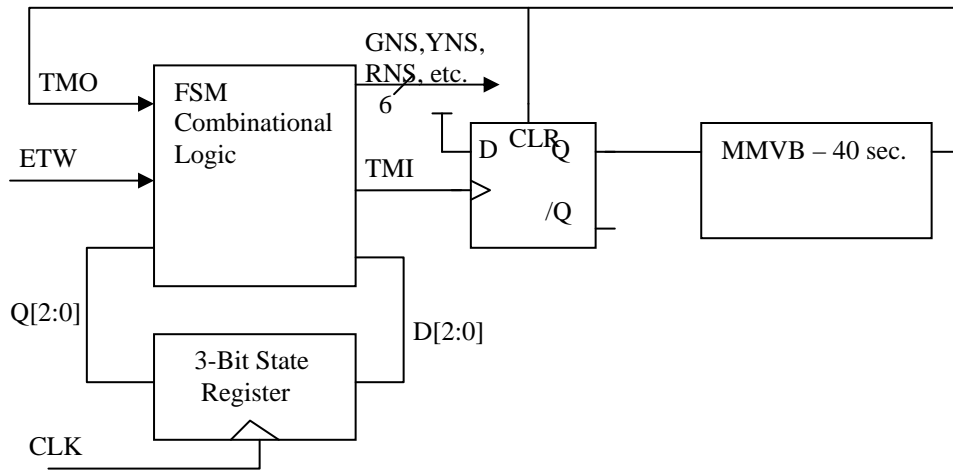 GNS,YNS,
RNS, etc.
6
TMO
FSM
Combinational
Logic
ETW
TMI
D
CLR
Q
/Q
MMVB – 40 sec.
Q[2:0]
D[2:0]
3-Bit State
Register
CLK